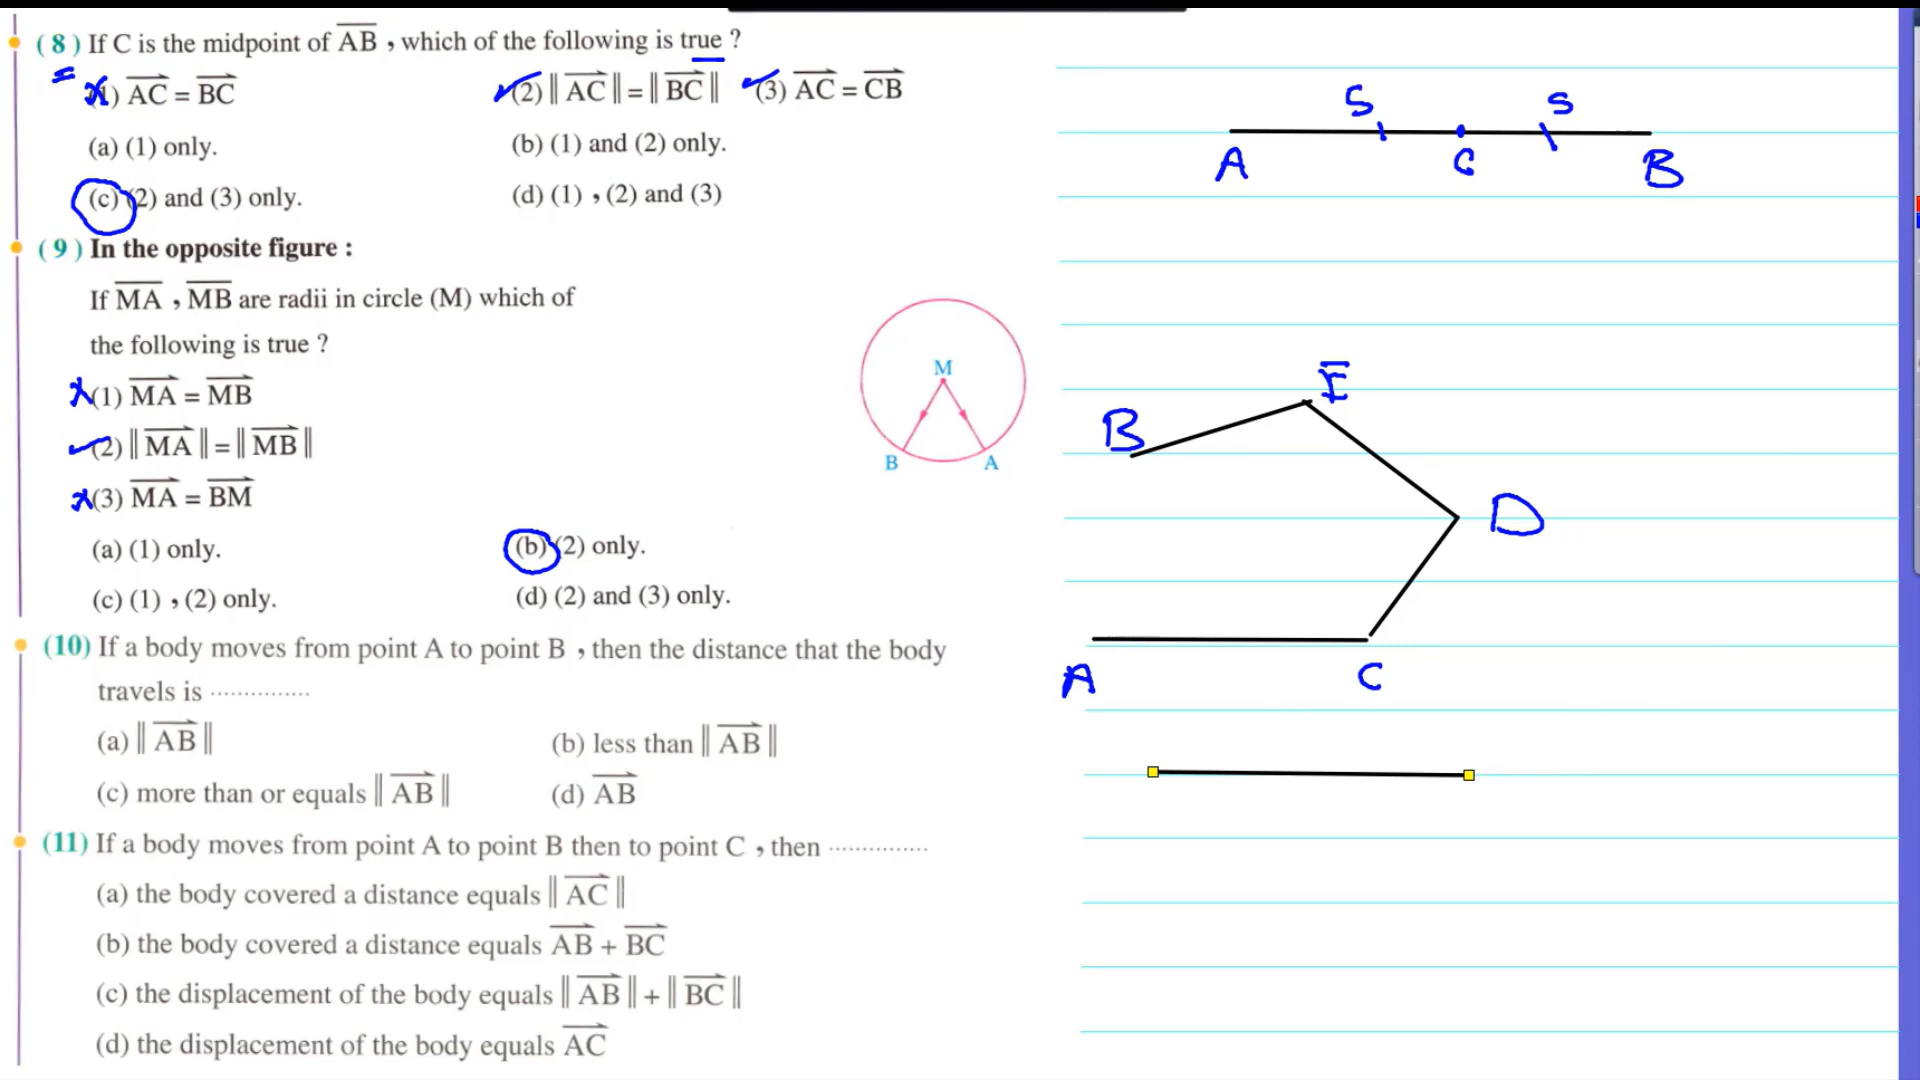 (8) If C is the midpoint of AB , which of the following is true ?
(1) AC = BC (2) || AC || = || BC || (3) AC = CB
(a) (1) only. (b) (1) and (2) only.
(c) (2) and (3) only. (d) (1) , (2) and (3)
(9) In the opposite figure :
If MA , MB are radii in circle (M) which of
the following is true ?
(1) MA = MB
(2) || MA || = || MB ||
(3) MA = BM
(a) (1) only. (b) (2) only.
(c) (1) , (2) only. (d) (2) and (3) only.
(10) If a body moves from point A to point B , then the distance that the body
travels is ...............
(a) || AB || (b) less than || AB ||
(c) more than or equals || AB || (d) AB
(11) If a body moves from point A to point B then to point C , then ...............
(a) the body covered a distance equals || AC ||
(b) the body covered a distance equals AB + BC
(c) the displacement of the body equals || AB || + || BC ||
(d) the displacement of the body equals AC
M
B A
S S
A C B
E
B
D
A C